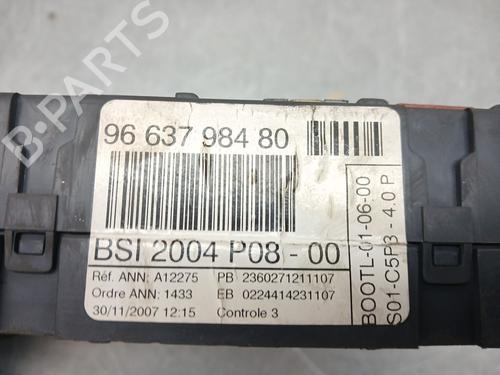 B-PARTS
96 637 984 80
BSI 2004 P08 - 00
Réf. ANN: A12275 PB 2360271211107
Ordre ANN: 1433 EB 0224414231107
30/11/2007 12:15 Controle 3
BOOTL-01-06-00
S01-C5P3 - 4.0 P